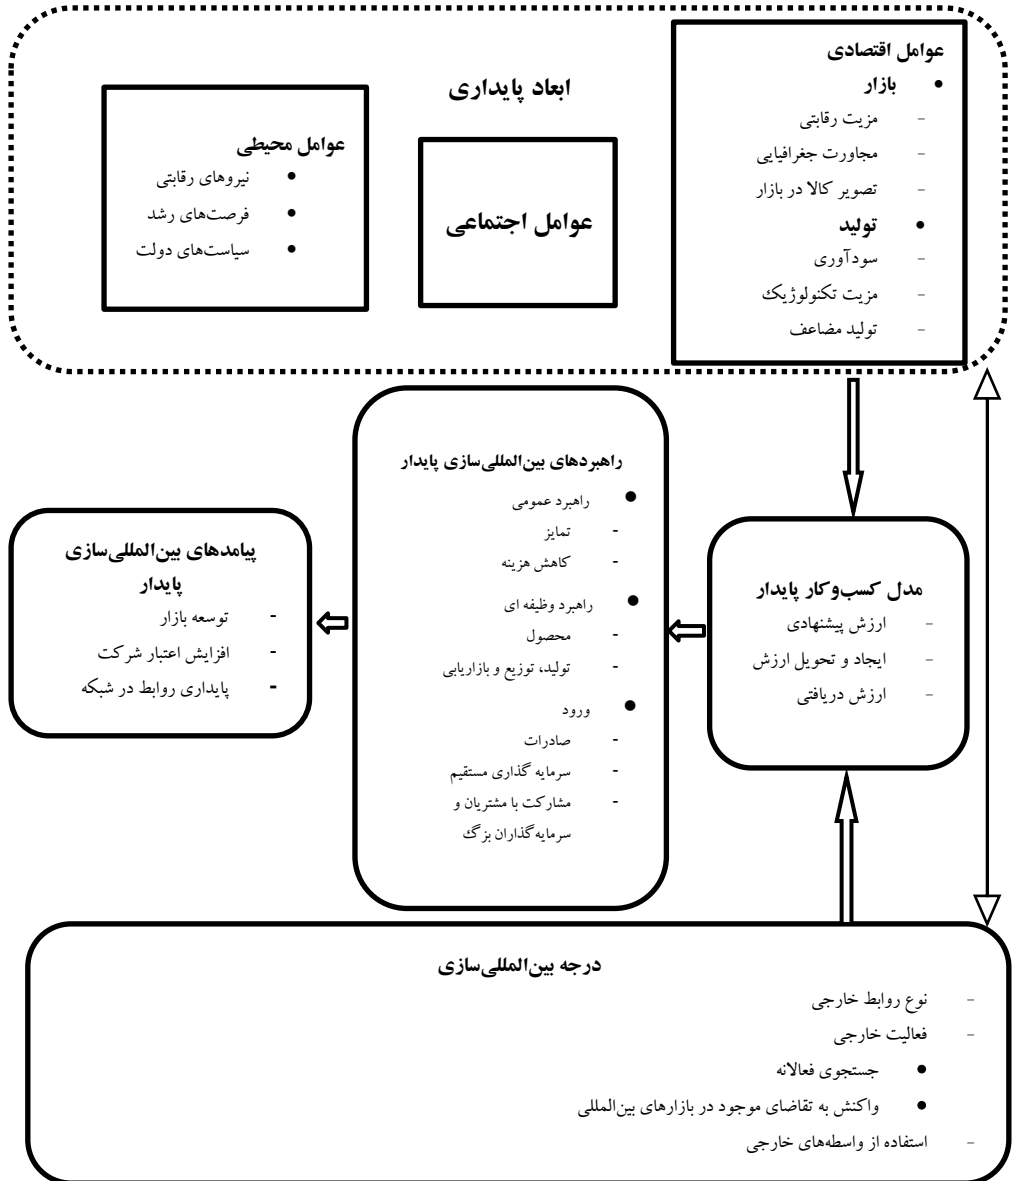 عوامل اقتصادی
• بازار
- مزیت رقابتی
- مجاورت جغرافیایی
- تصویر کالا در بازار
• تولید
- سودآوری
- مزیت تکنولوژیک
- تولید مضاعف
ابعاد پایداری
عوامل اجتماعی
عوامل محیطی
• نیروهای رقابتی
• فرصت‌های رشد
• سیاست‌های دولت
مدل کسب‌وکار پایدار
- ارزش پیشنهادی
- ایجاد و تحویل ارزش
- ارزش دریافتی
راهبردهای بین‌المللی‌سازی پایدار
• راهبرد عمومی
- تمایز
- کاهش هزینه
• راهبرد وظیفه ای
- محصول
- تولید، توزیع و بازاریابی
• ورود
- صادرات
- سرمایه گذاری مستقیم
- مشارکت با مشتریان و
سرمایه‌گذاران بزگ
پیامدهای بین‌المللی‌سازی
پایدار
- توسعه بازار
- افزایش اعتبار شرکت
- پایداری روابط در شبکه
درجه بین‌المللی‌سازی
- نوع روابط خارجی
- فعالیت خارجی
• جستجوی فعالانه
• واکنش به تقاضای موجود در بازارهای بین‌المللی
- استفاده از واسطه‌های خارجی